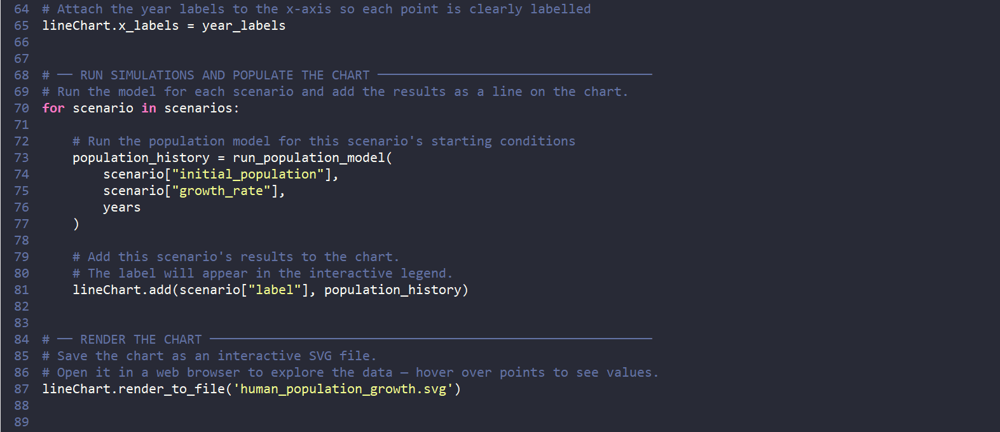 64 # Attach the year labels to the x-axis so each point is clearly labelled
65 lineChart.x_labels = year_labels
66
67
68 # ── RUN SIMULATIONS AND POPULATE THE CHART ────────────────────────────────────
69 # Run the model for each scenario and add the results as a line on the chart.
70 for scenario in scenarios:
71
72     # Run the population model for this scenario's starting conditions
73     population_history = run_population_model(
74         scenario["initial_population"],
75         scenario["growth_rate"],
76         years
77     )
78
79     # Add this scenario's results to the chart.
80     # The label will appear in the interactive legend.
81     lineChart.add(scenario["label"], population_history)
82
83
84 # ── RENDER THE CHART ──────────────────────────────────────────────────────────
85 # Save the chart as an interactive SVG file.
86 # Open it in a web browser to explore the data — hover over points to see values.
87 lineChart.render_to_file('human_population_growth.svg')
88
89